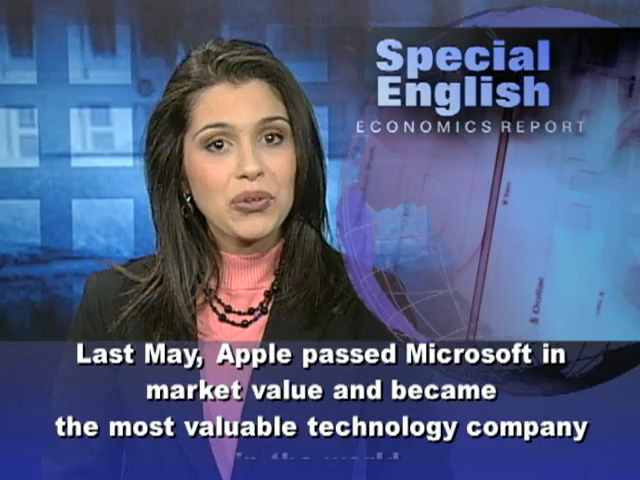 Special
English
ECONOMICS REPORT
Dollar
Last May, Apple passed Microsoft in
market value and became
the most valuable technology company